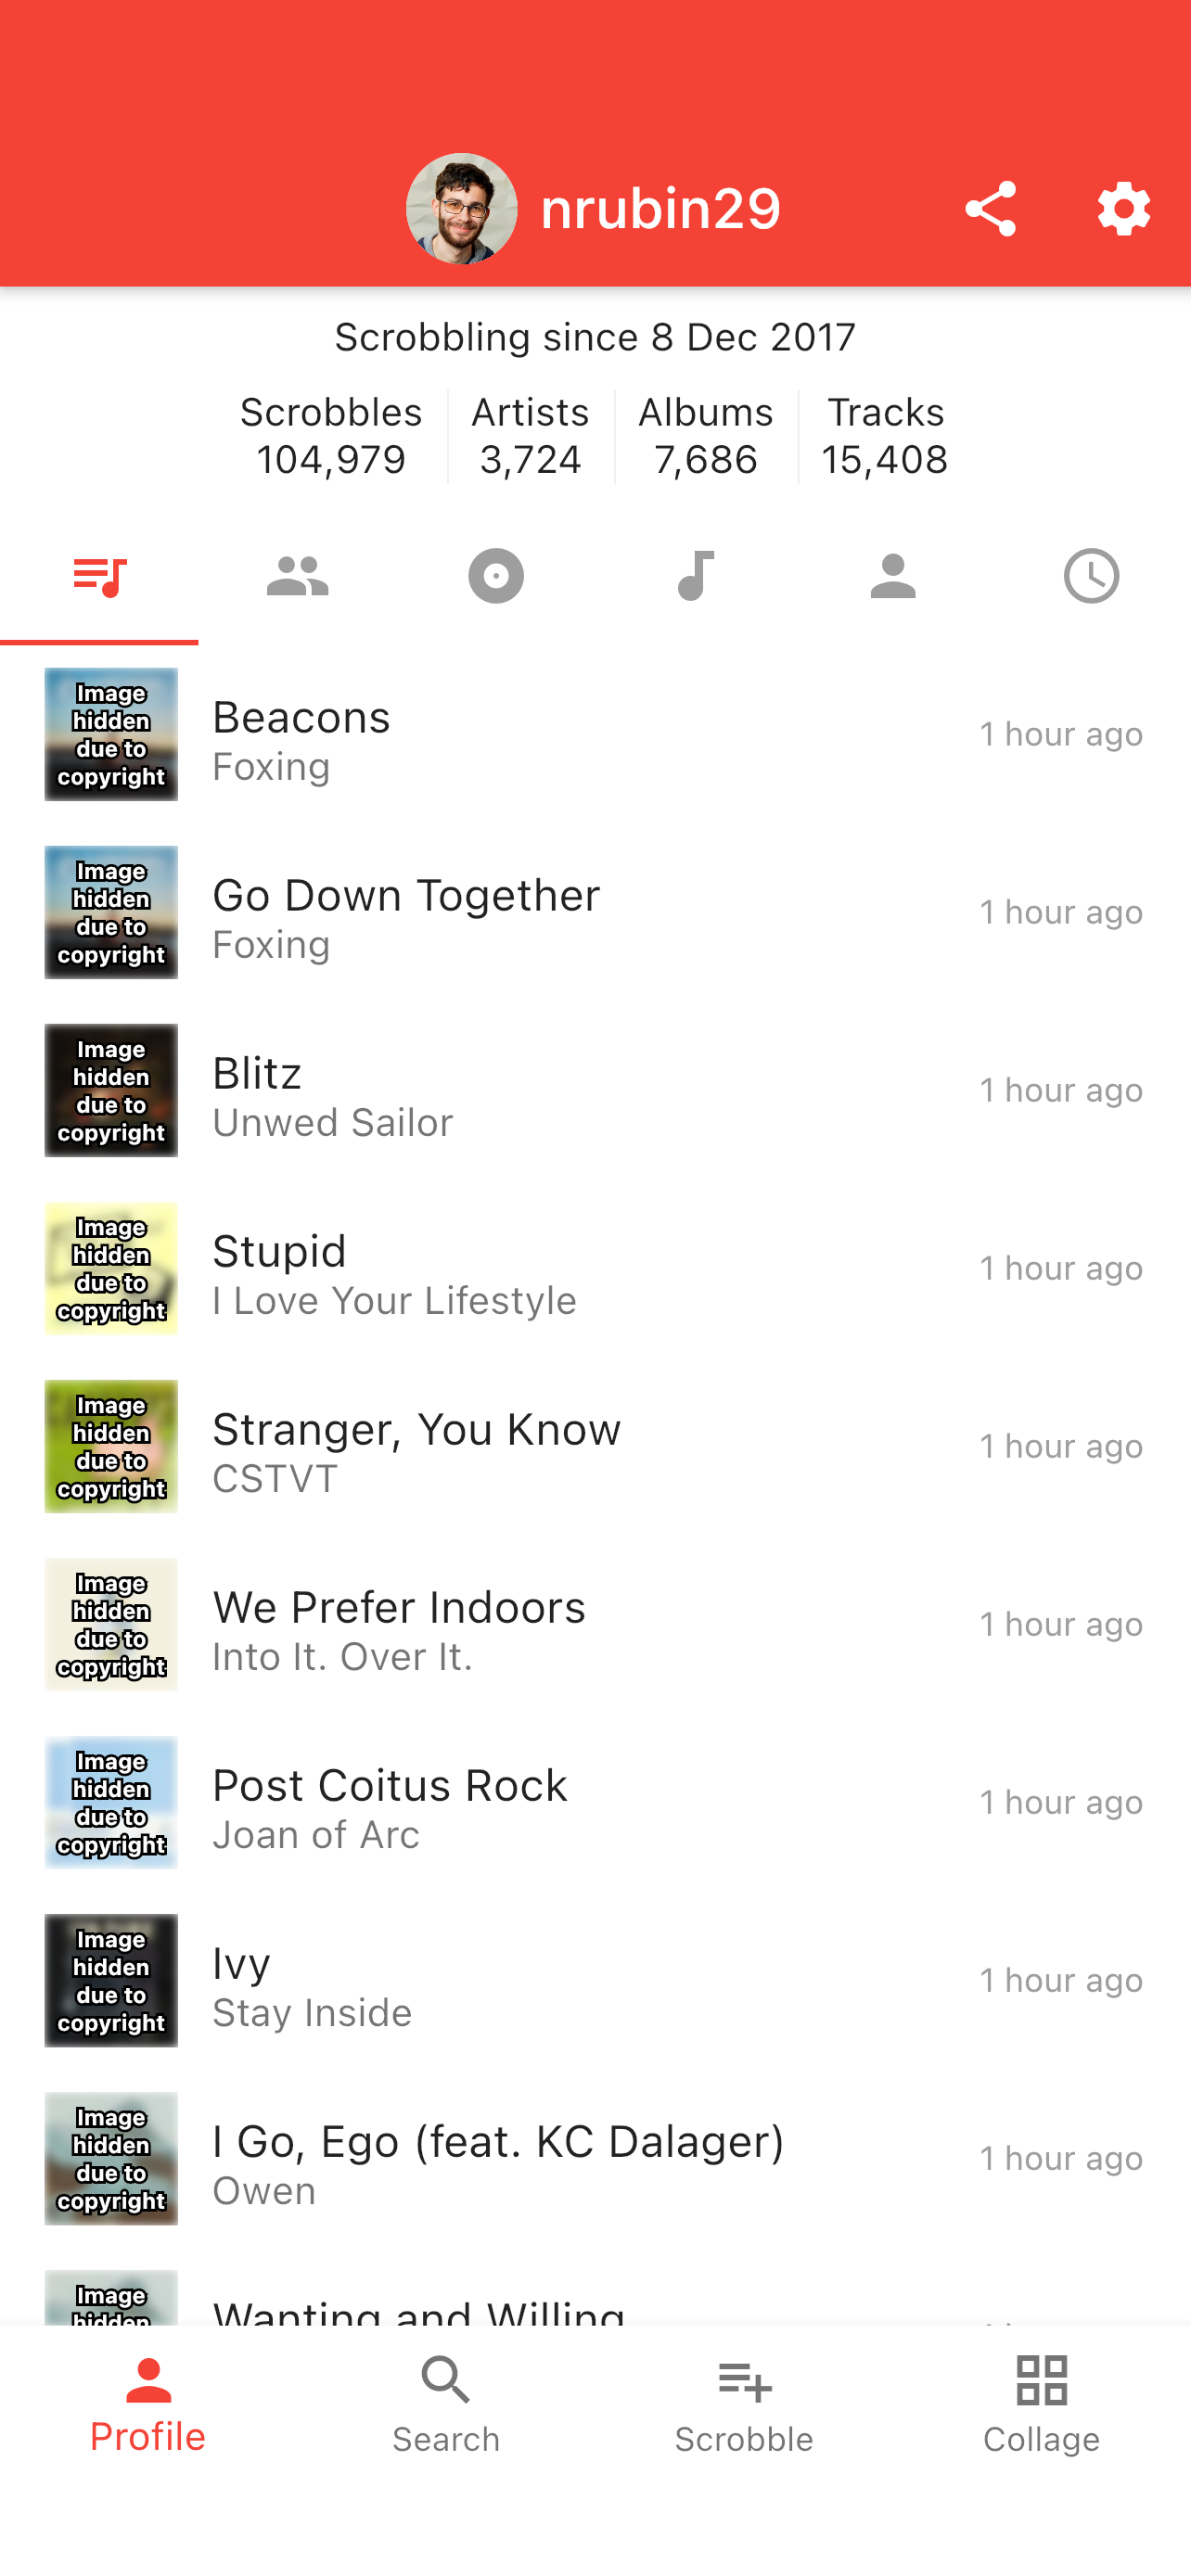 nrubin29
Scrobbling since 8 Dec 2017
Scrobbles Artists Albums Tracks
104,979 3,724 7,686 15,408
Image
hidden
due to
copyright
Beacons
Foxing
1 hour ago
Image
hidden
due to
copyright
Go Down Together
Foxing
1 hour ago
Image
hidden
due to
copyright
Blitz
Unwed Sailor
1 hour ago
Image
hidden
due to
copyright
Stupid
I Love Your Lifestyle
1 hour ago
Image
hidden
due to
copyright
Stranger, You Know
CSTVT
1 hour ago
Image
hidden
due to
copyright
We Prefer Indoors
Into It. Over It.
1 hour ago
Image
hidden
due to
copyright
Post Coitus Rock
Joan of Arc
1 hour ago
Image
hidden
due to
copyright
Ivy
Stay Inside
1 hour ago
Image
hidden
due to
copyright
I Go, Ego (feat. KC Dalager)
Owen
1 hour ago
Image
hidden
Wanting and Willing
Profile Search Scrobble Collage